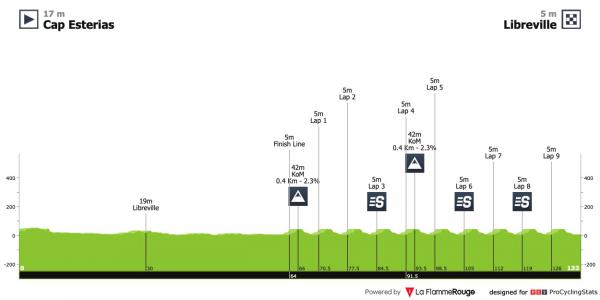 17 m
Cap Esterias
5 m
Libreville
5m
Lap 2
5m
Lap 5
5m
Lap 1
5m
Lap 4
5m
Finish Line
42m
KoM
0.4 Km - 2.3%
42m
KoM
0.4 Km - 2.3%
5m
Lap 7
5m
Lap 9
5m
Lap 3
5m
Lap 6
5m
Lap 8
19m
Libreville
400
200
0
-200
400
200
0
-200
0
30
66
70.5
77.5
84.5
93.5
98.5
105
112
119
126
133
64
91.5
Powered by La FlammeRouge designed for PCS ProCyclingStats